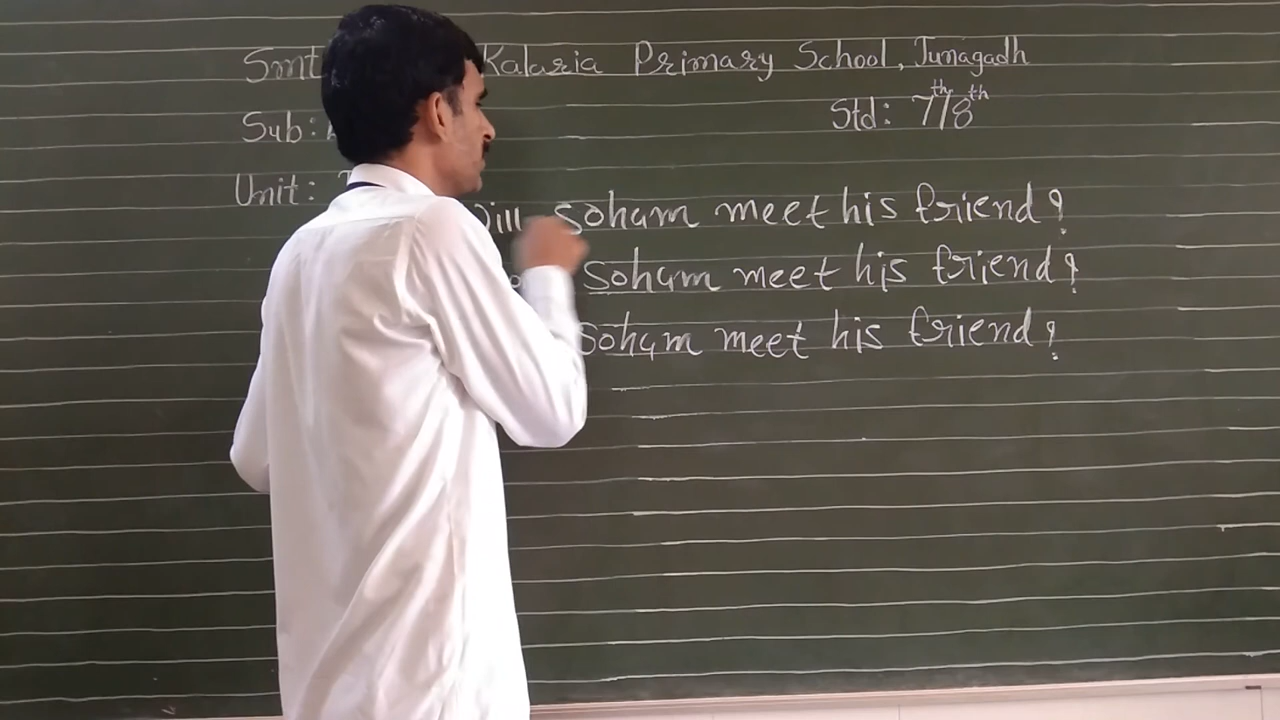 Smt Kalaria Primary School, Junagadh
Sub: Std: 7th/8th
Unit:
Soham meet his friend?
Soham meet his friend?
Soham meet his friend?